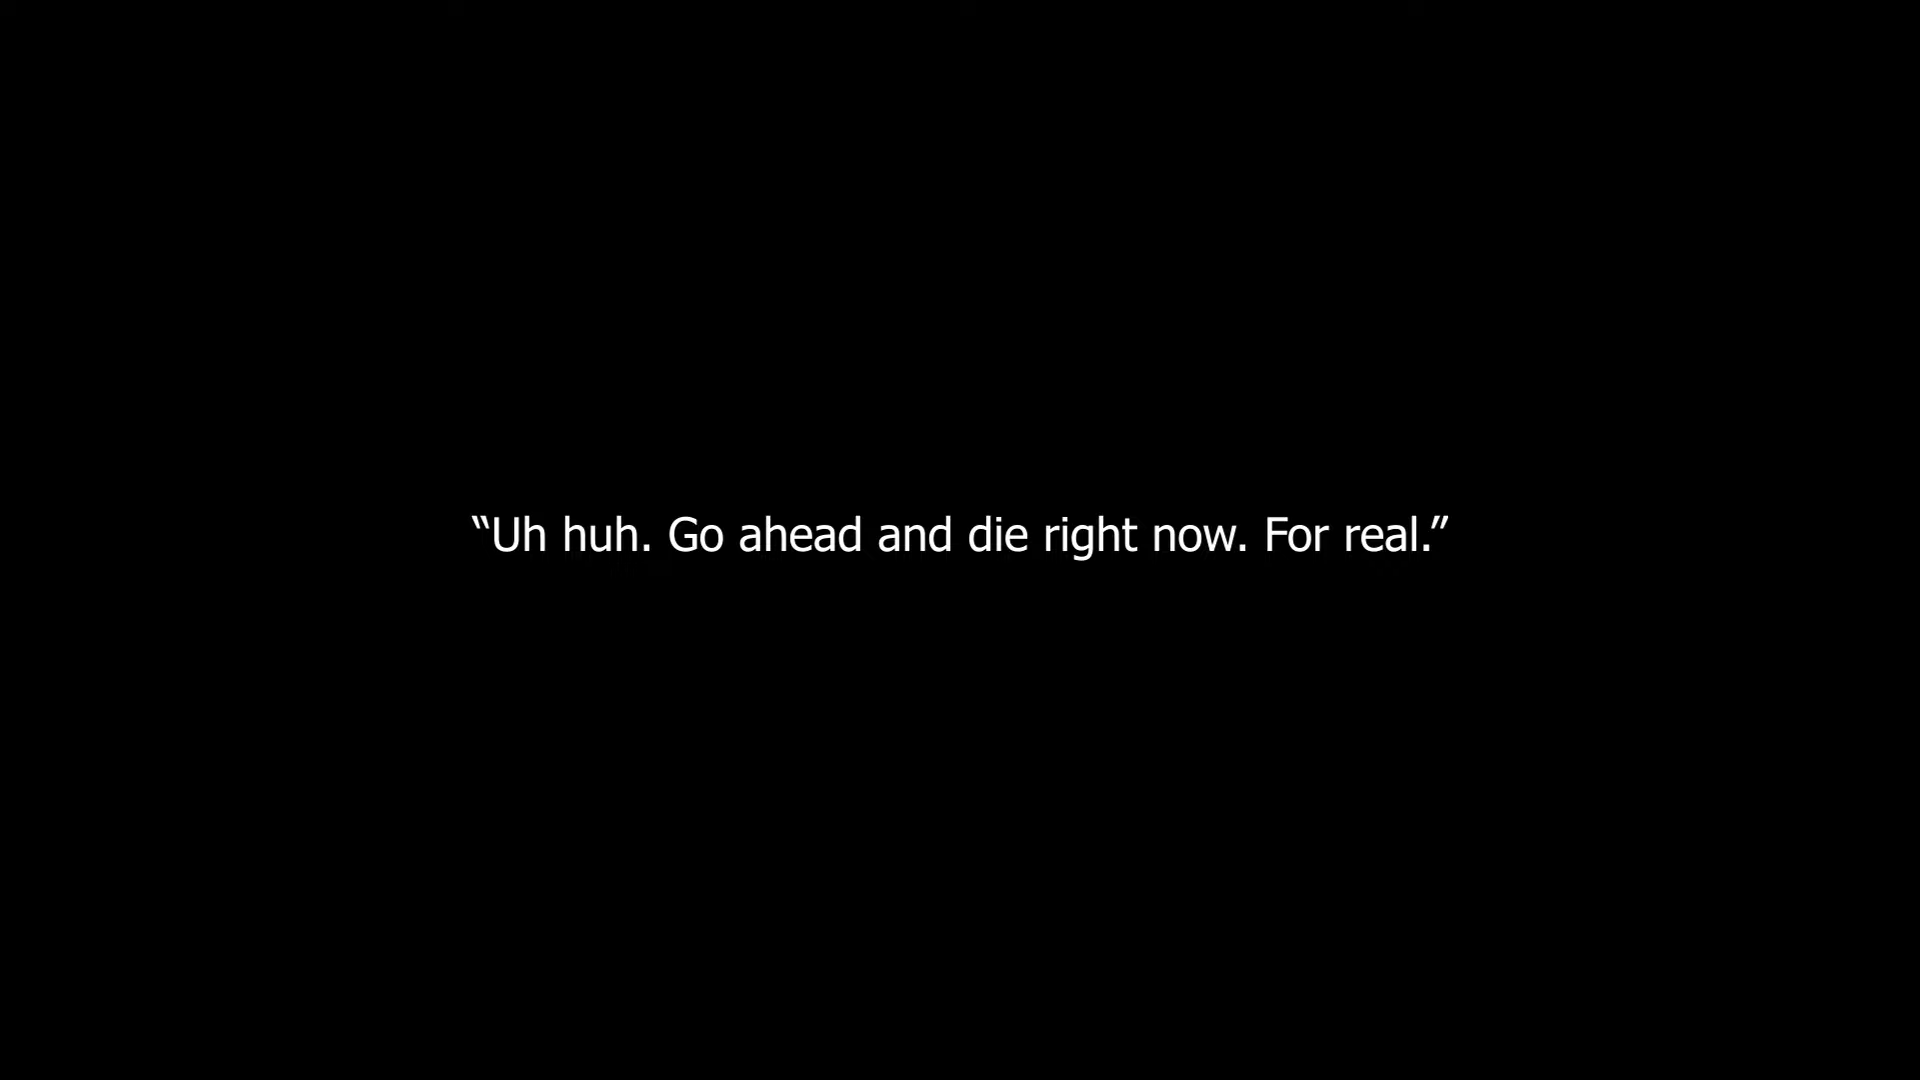 “Uh huh. Go ahead and die right now. For real.”